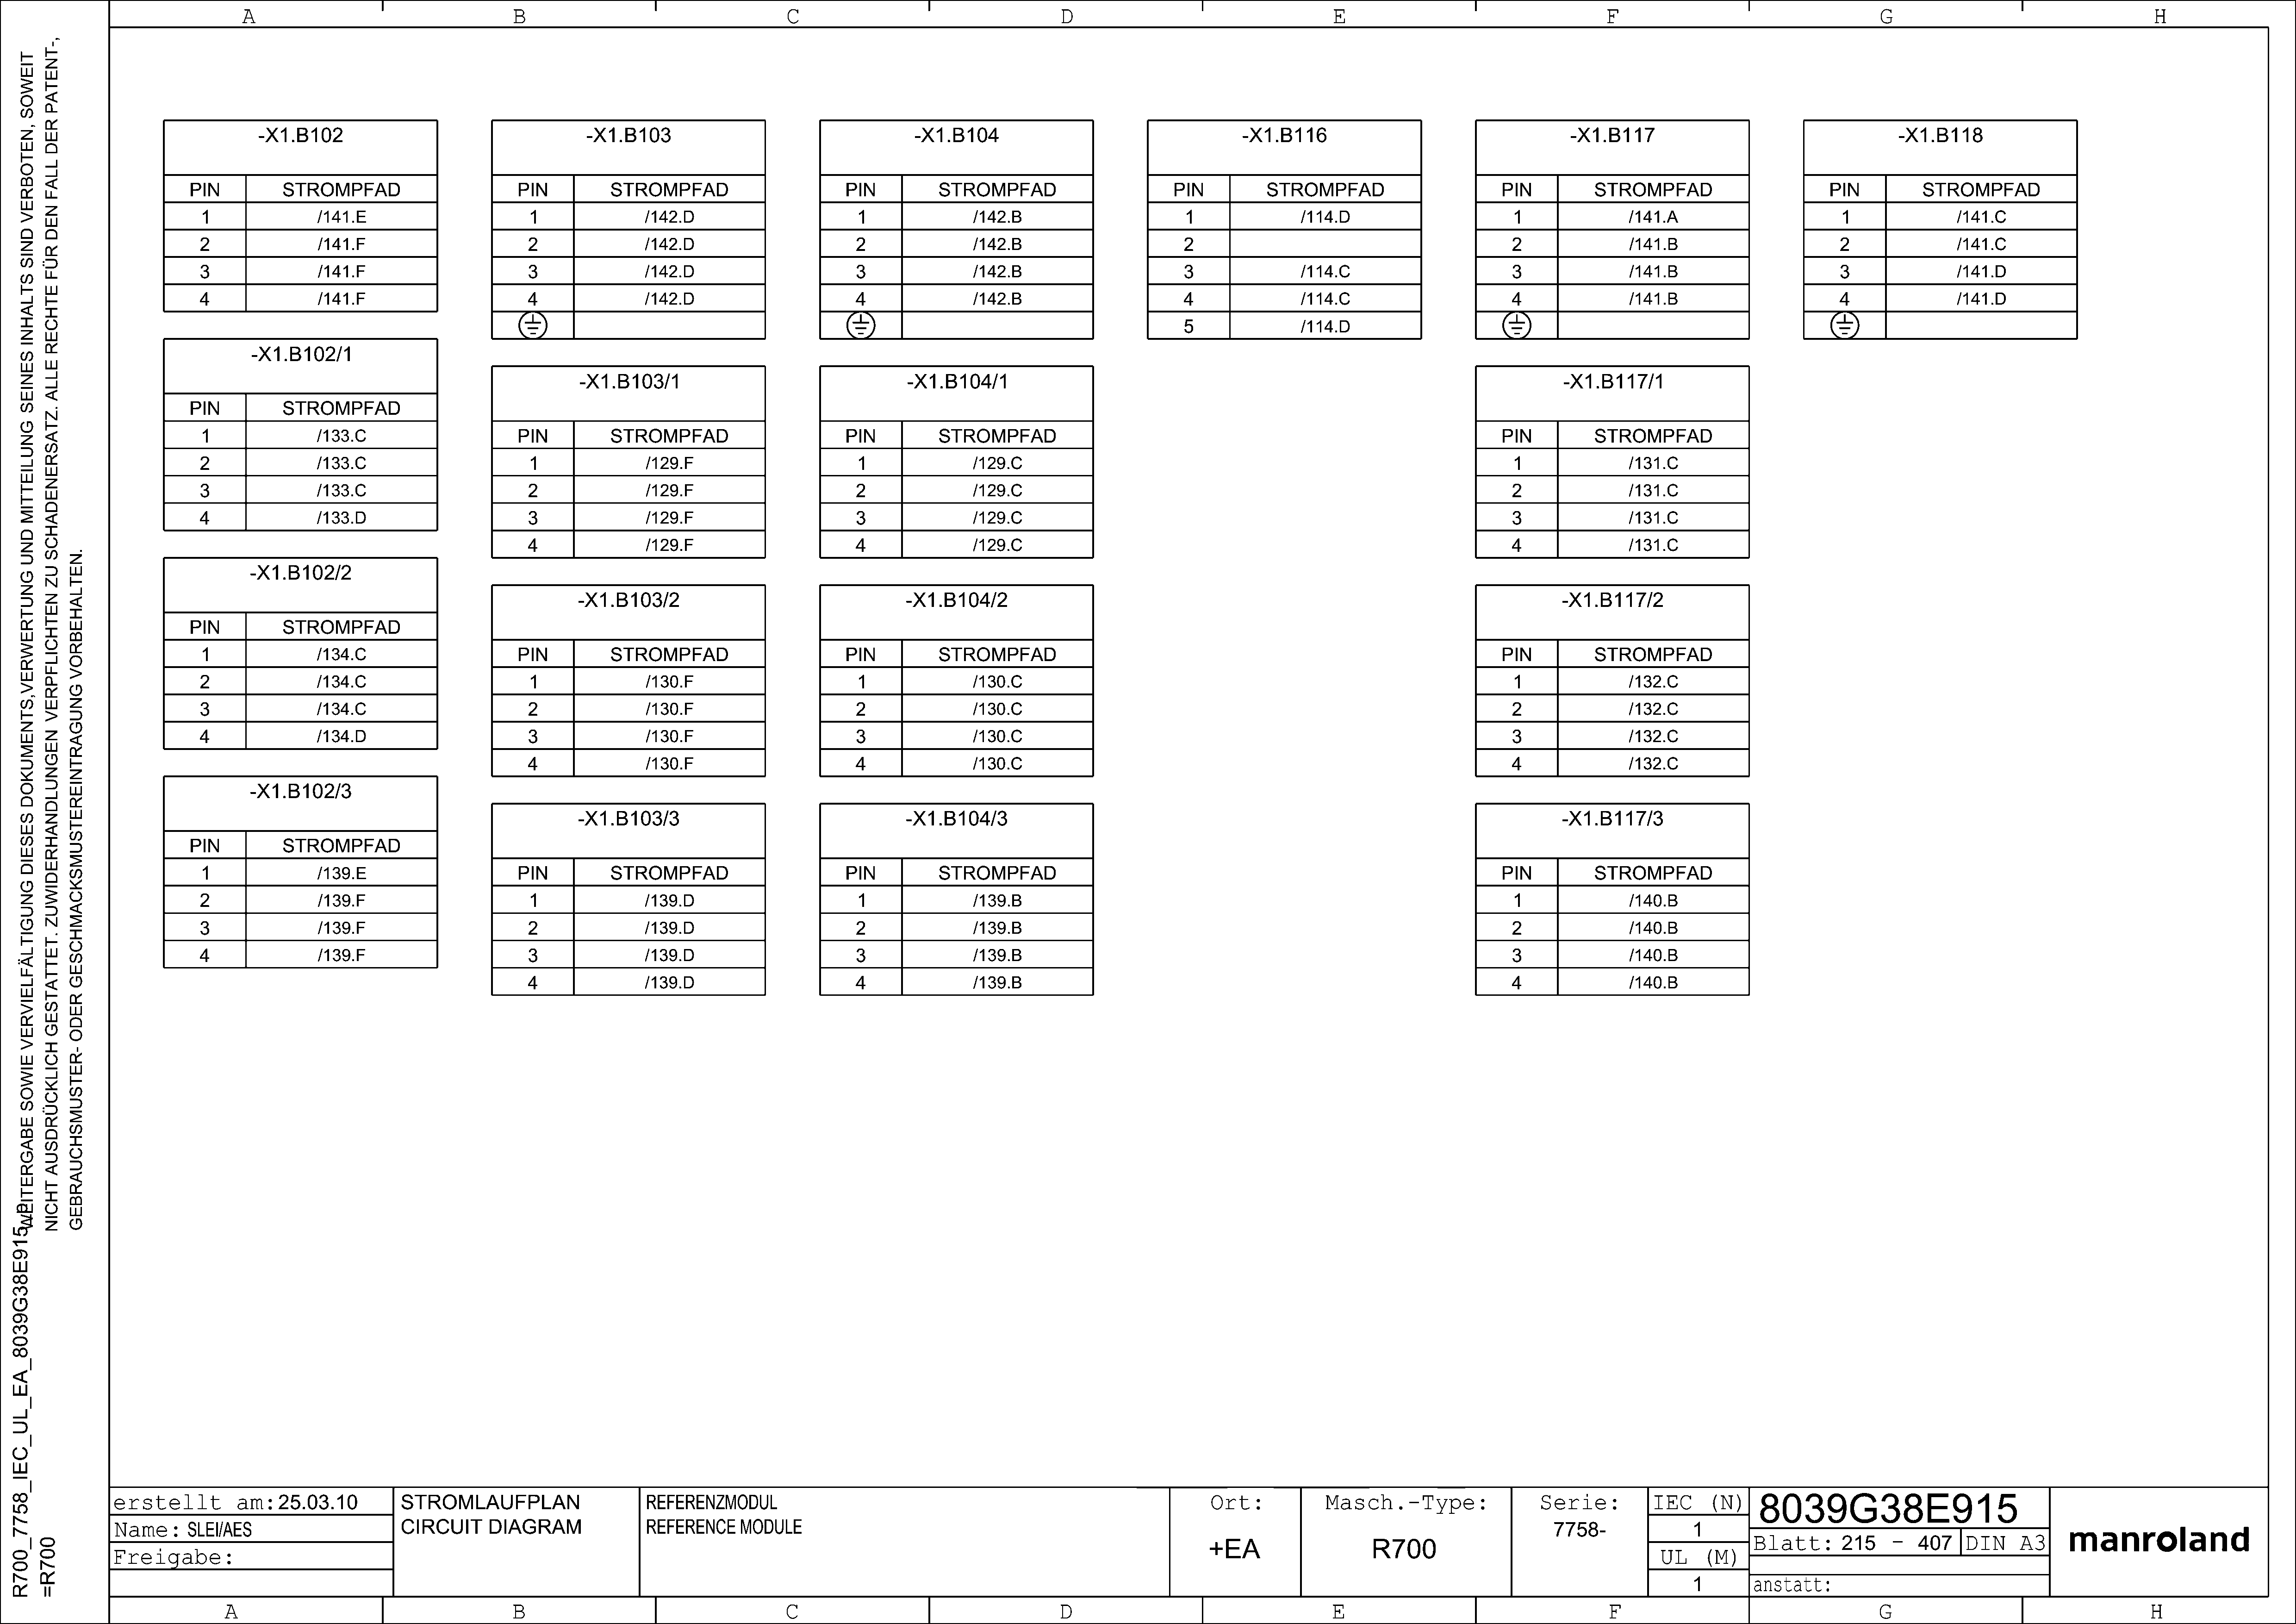 A B C D E F G H
WEITERGABE SOWIE VERVIELFÄLTIGUNG DIESES DOKUMENTS,VERWERTUNG UND MITTEILUNG SEINES INHALTS SIND VERBOTEN, SOWEIT
NICHT AUSDRÜCKLICH GESTATTET. ZUWIDERHANDLUNGEN VERPFLICHTEN ZU SCHADENERSATZ. ALLE RECHTE FÜR DEN FALL DER PATENT-,
GEBRAUCHSMUSTER- ODER GESCHMACKSMUSTEREINTRAGUNG VORBEHALTEN.
-X1.B102
PIN STROMPFAD
1 /141.E
2 /141.F
3 /141.F
4 /141.F
-X1.B102/1
PIN STROMPFAD
1 /133.C
2 /133.C
3 /133.C
4 /133.D
-X1.B102/2
PIN STROMPFAD
1 /134.C
2 /134.C
3 /134.C
4 /134.D
-X1.B102/3
PIN STROMPFAD
1 /139.E
2 /139.F
3 /139.F
4 /139.F
-X1.B103
PIN STROMPFAD
1 /142.D
2 /142.D
3 /142.D
4 /142.D
-X1.B103/1
PIN STROMPFAD
1 /129.F
2 /129.F
3 /129.F
4 /129.F
-X1.B103/2
PIN STROMPFAD
1 /130.F
2 /130.F
3 /130.F
4 /130.F
-X1.B103/3
PIN STROMPFAD
1 /139.D
2 /139.D
3 /139.D
4 /139.D
-X1.B104
PIN STROMPFAD
1 /142.B
2 /142.B
3 /142.B
4 /142.B
-X1.B104/1
PIN STROMPFAD
1 /129.C
2 /129.C
3 /129.C
4 /129.C
-X1.B104/2
PIN STROMPFAD
1 /130.C
2 /130.C
3 /130.C
4 /130.C
-X1.B104/3
PIN STROMPFAD
1 /139.B
2 /139.B
3 /139.B
4 /139.B
-X1.B116
PIN STROMPFAD
1 /114.D
2
3 /114.C
4 /114.C
5 /114.D
-X1.B117
PIN STROMPFAD
1 /141.A
2 /141.B
3 /141.B
4 /141.B
-X1.B117/1
PIN STROMPFAD
1 /131.C
2 /131.C
3 /131.C
4 /131.C
-X1.B117/2
PIN STROMPFAD
1 /132.C
2 /132.C
3 /132.C
4 /132.C
-X1.B117/3
PIN STROMPFAD
1 /140.B
2 /140.B
3 /140.B
4 /140.B
-X1.B118
PIN STROMPFAD
1 /141.C
2 /141.C
3 /141.D
4 /141.D
=R700
erstellt am: 25.03.10
Name: SLEI/AES
Freigabe:
STROMLAUFPLAN
CIRCUIT DIAGRAM
REFERENZMODUL
REFERENCE MODULE
Ort:
+EA
Masch.-Type:
R700
Serie:
7758-
IEC (N)
1
UL (M)
1
8039G38E915
Blatt: 215 - 407 DIN A3
anstatt:
manroland
A B C D E F G H